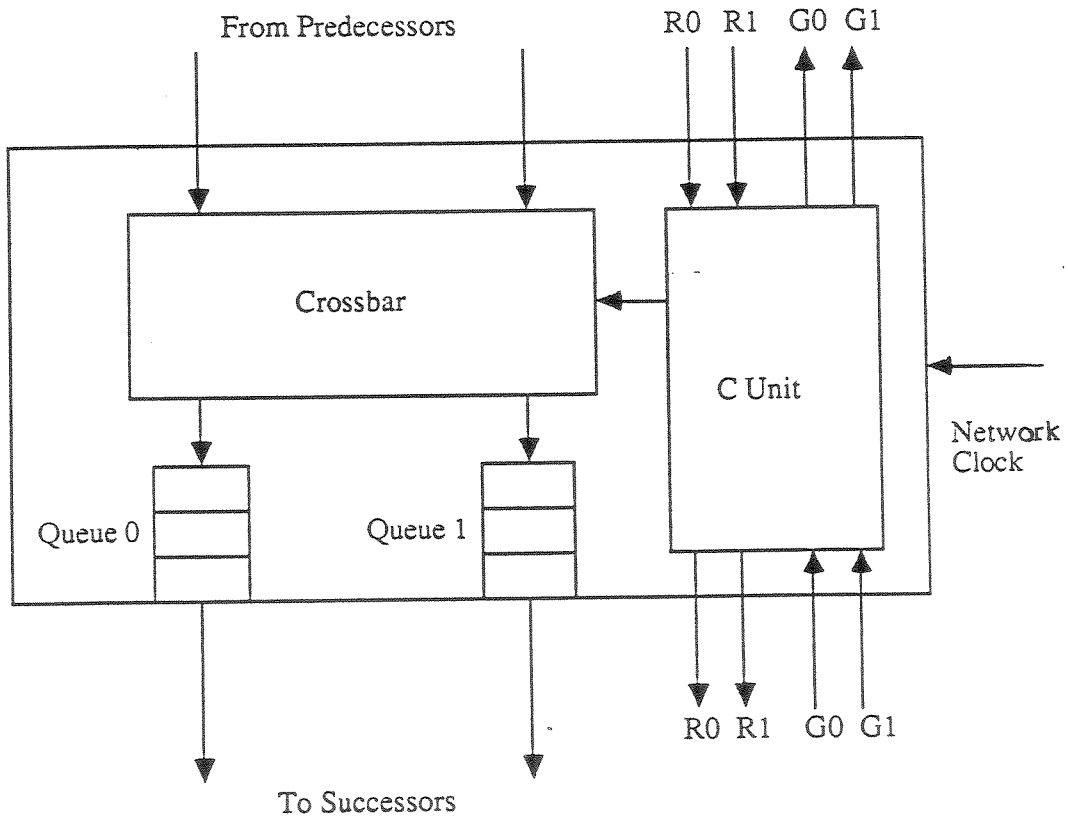 From Predecessors
R0 R1 G0 G1
Crossbar
C Unit
Network
Clock
Queue 0
Queue 1
R0 R1 G0 G1
To Successors